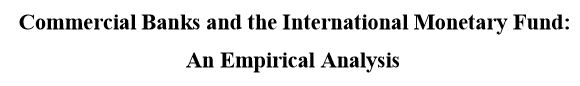 Commercial Banks and the International Monetary Fund:
An Empirical Analysis